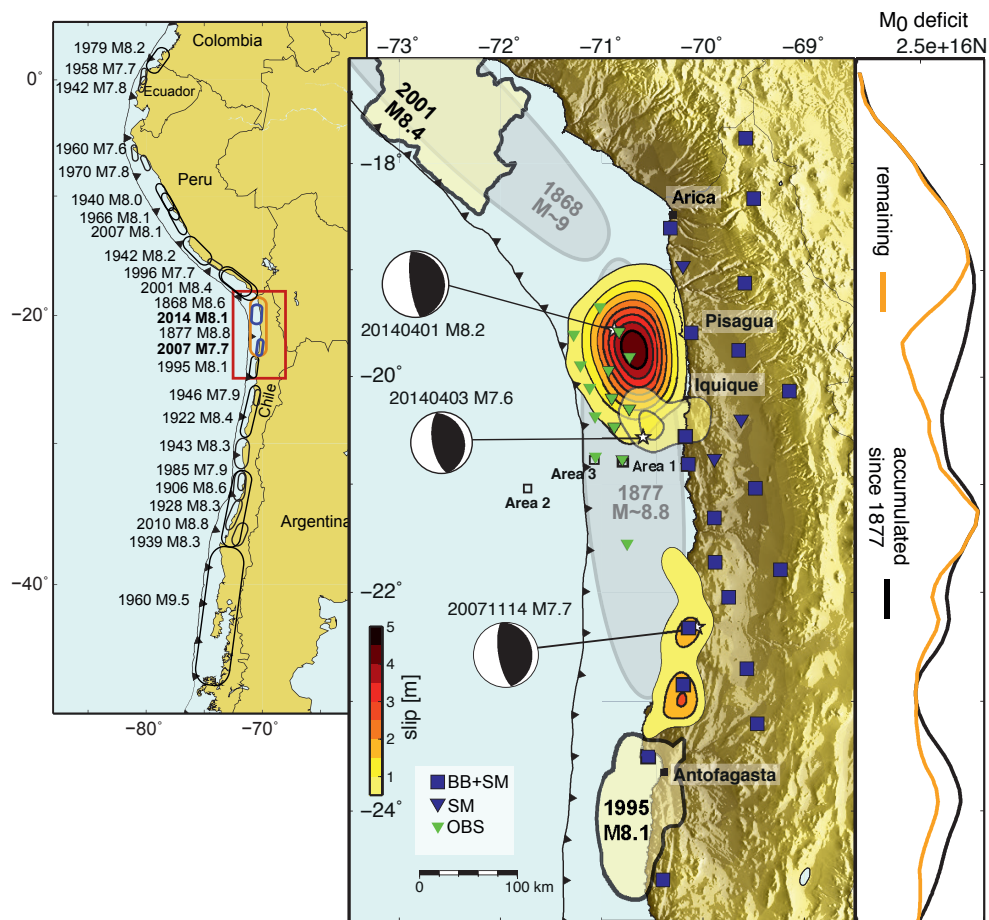 1979 M8.2
1958 M7.7
1942 M7.8
1960 M7.6
1970 M7.8
1940 M8.0
1966 M8.1
2007 M8.1
1942 M8.2
1996 M7.7
2001 M8.4
1868 M8.6
2014 M8.1
1877 M8.8
2007 M7.7
1995 M8.1
1946 M7.9
1922 M8.4
1943 M8.3
1985 M7.9
1906 M8.6
1928 M8.3
2010 M8.8
1939 M8.3
1960 M9.5
Colombia
Ecuador
Peru
Chile
Argentina
0°
−20°
−40°
−80°
−70°
−73°
−72°
−71°
−70°
−69°
−18°
−20°
−22°
−24°
2001
M8.4
1868
M~9
Arica
Pisagua
20140401 M8.2
Iquique
20140403 M7.6
Area 3
Area 1
Area 2
1877
M~8.8
20071114 M7.7
5
4
3
2
1
slip [m]
BB+SM
SM
OBS
0
100 km
Antofagasta
1995
M8.1
M0 deficit
2.5e+16N
remaining
accumulated
since 1877